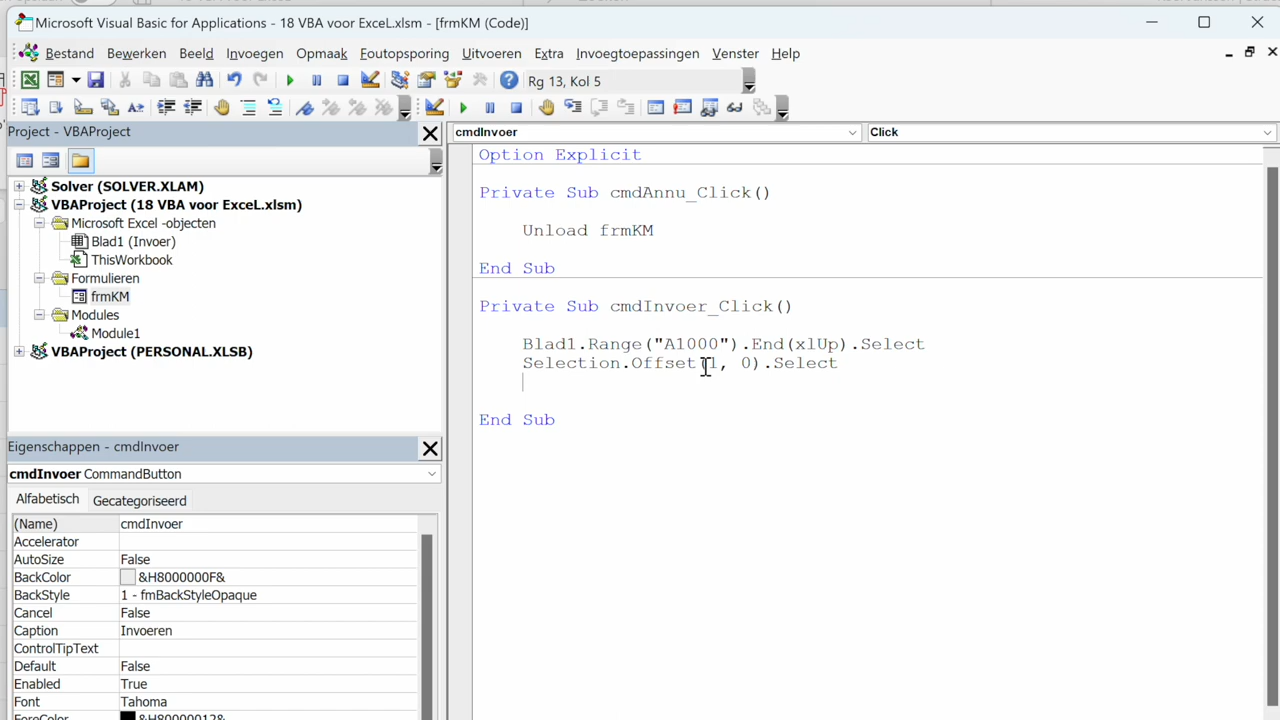 Microsoft Visual Basic for Applications - 18 VBA voor ExceL.xlsm - [frmKM (Code)]
Bestand Bewerken Beeld Invoegen Opmaak Eoutopsporing Uitvoeren Extra Invoegtoepassingen Venster Help
Rg 13, Kol 5
Project - VBAProject
cmdInvoer Click
Option Explicit
Solver (SOLVER.XLAM)
VBAProject (18 VBA voor ExceL.xlsm)
Microsoft Excel -objecten
Blad1 (Invoer)
ThisWorkbook
Formulieren
frmKM
Modules
Module1
VBAProject (PERSONAL.XLSB)
Private Sub cmdAnnu_Click()
Unload frmKM
End Sub
Private Sub cmdInvoer_Click()
Blad1.Range("A1000").End(xlUp).Select
Selection.Offset(1, 0).Select
End Sub
Eigenschappen - cmdInvoer
cmdInvoer CommandButton
Alfabetisch Gecategoriseerd
(Name) cmdInvoer
Accelerator
AutoSize False
BackColor &H8000000F&
BackStyle 1 - fmBackStyleOpaque
Cancel False
Caption Invoeren
ControlTipText
Default False
Enabled True
Font Tahoma
ForeColor &H80000012&